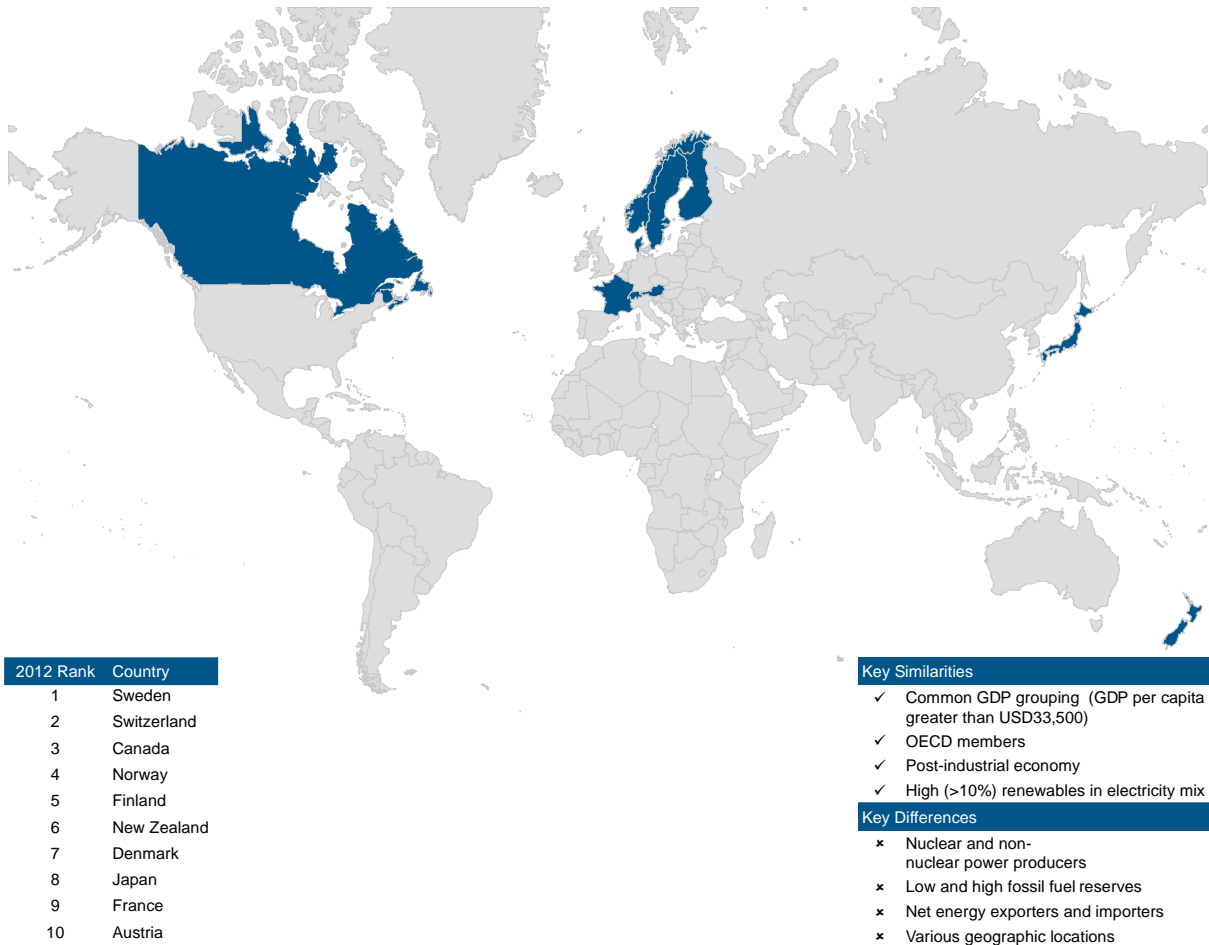 2012 Rank Country
1 Sweden
2 Switzerland
3 Canada
4 Norway
5 Finland
6 New Zealand
7 Denmark
8 Japan
9 France
10 Austria
Key Similarities
✓ Common GDP grouping (GDP per capita
greater than USD33,500)
✓ OECD members
✓ Post-industrial economy
✓ High (>10%) renewables in electricity mix
Key Differences
× Nuclear and non-
nuclear power producers
× Low and high fossil fuel reserves
× Net energy exporters and importers
× Various geographic locations